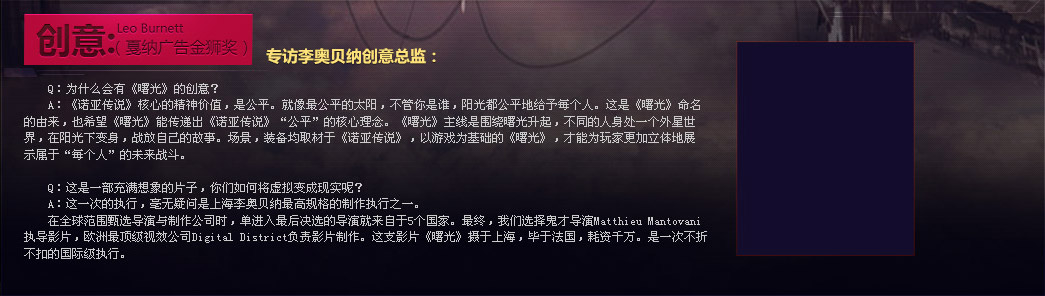 创意:
Leo Burnett
（戛纳广告金狮奖）
专访李奥贝纳创意总监：
Q：为什么会有《曙光》的创意？
A：《诺亚传说》核心的精神价值，是公平。就像最公平的太阳，不管你是谁，阳光都公平地给予每个人。这是《曙光》命名
的由来，也希望《曙光》能传递出《诺亚传说》“公平”的核心理念。《曙光》主线是围绕曙光升起，不同的人身处一个外星世
界，在阳光下变身，战放自己的故事。场景，装备均取材于《诺亚传说》，以游戏为基础的《曙光》，才能为玩家更加立体地展
示属于“每个人”的未来战斗。
Q：这是一部充满想象的片子，你们如何将虚拟变成现实呢？
A：这一次的执行，毫无疑问是上海李奥贝纳最高规格的制作执行之一。
在全球范围甄选导演与制作公司时，单进入最后决选的导演就来自于5个国家。最终，我们选择鬼才导演Matthieu Mantovani
执导影片，欧洲最顶级视效公司Digital District负责影片制作。这支影片《曙光》摄于上海，毕于法国，耗资千万。是一次不折
不扣的国际级执行。